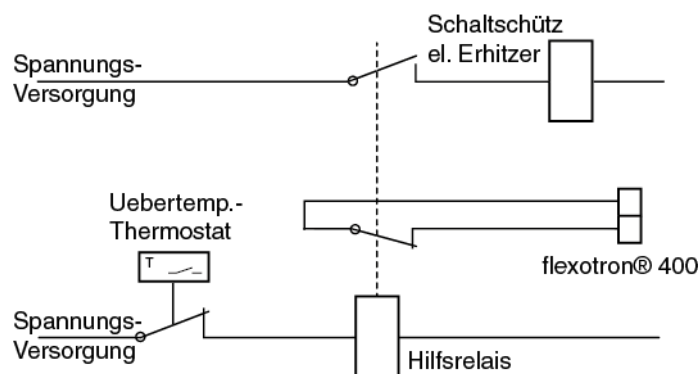 Schaltschütz
el. Erhitzer
Spannungs-
Versorgung
Uebertemp.-
Thermostat
T
flexotron® 400
Spannungs-
Versorgung
Hilfsrelais